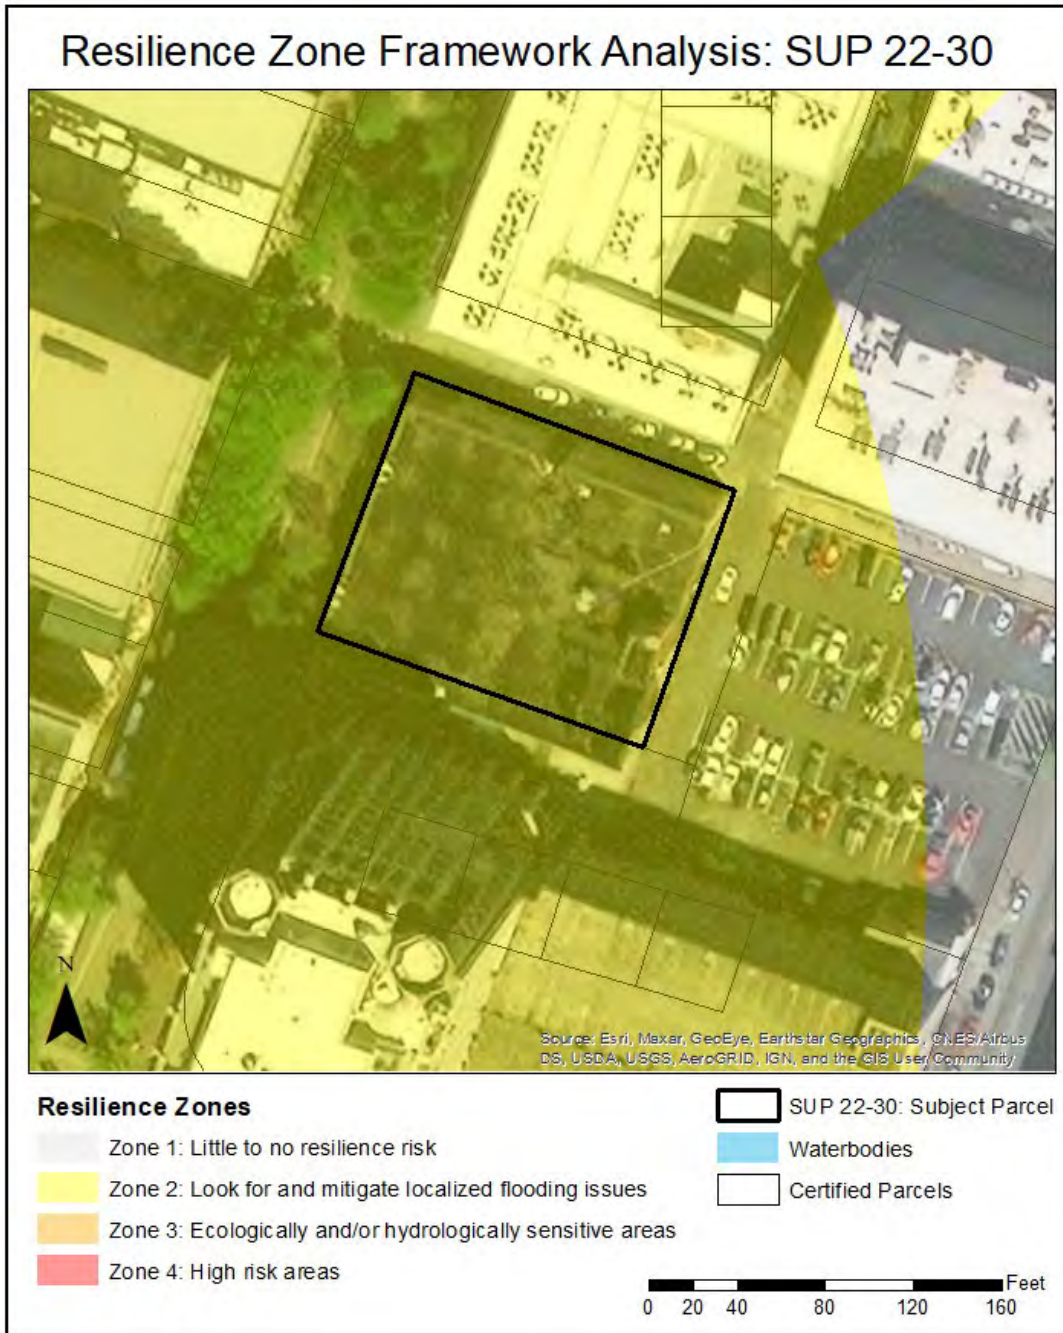 Resilience Zone Framework Analysis: SUP 22-30
N
Source: Esri, Maxar, GeoEye, Earthstar Geographics, CNES/Airbus
DS, USDA, USGS, AeroGRID, IGN, and the GIS User Community
Resilience Zones
Zone 1: Little to no resilience risk
Zone 2: Look for and mitigate localized flooding issues
Zone 3: Ecologically and/or hydrologically sensitive areas
Zone 4: High risk areas
SUP 22-30: Subject Parcel
Waterbodies
Certified Parcels
Feet
0 20 40 80 120 160